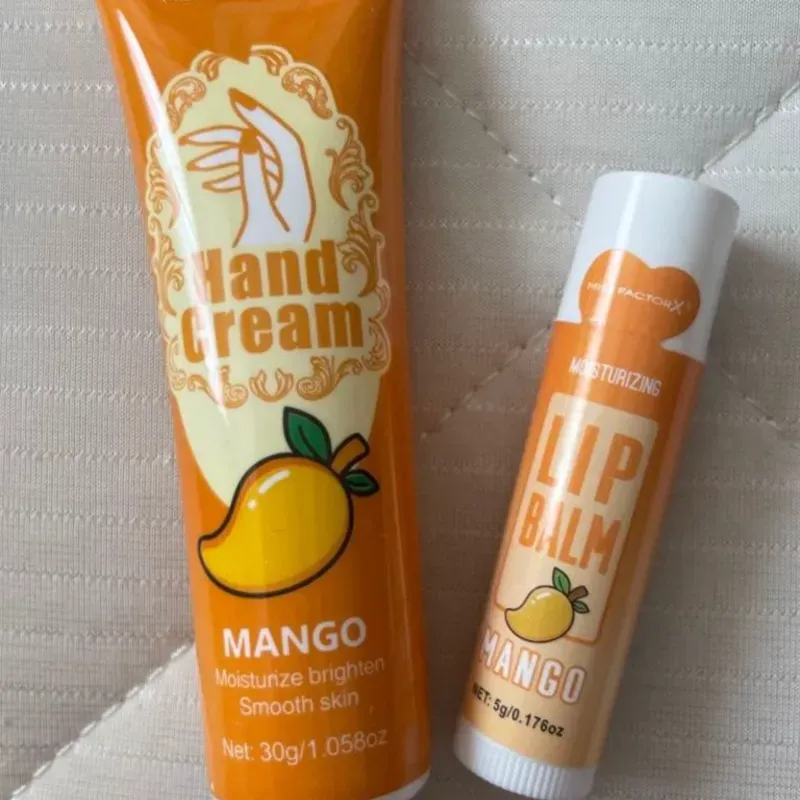 Hand
Cream
MANGO
Moisturize brighten
Smooth skin
Net: 30g/1.058oz
FACTORX
MOISTURIZING
LIP
BALM
MANGO
NET: 5g/0.176oz